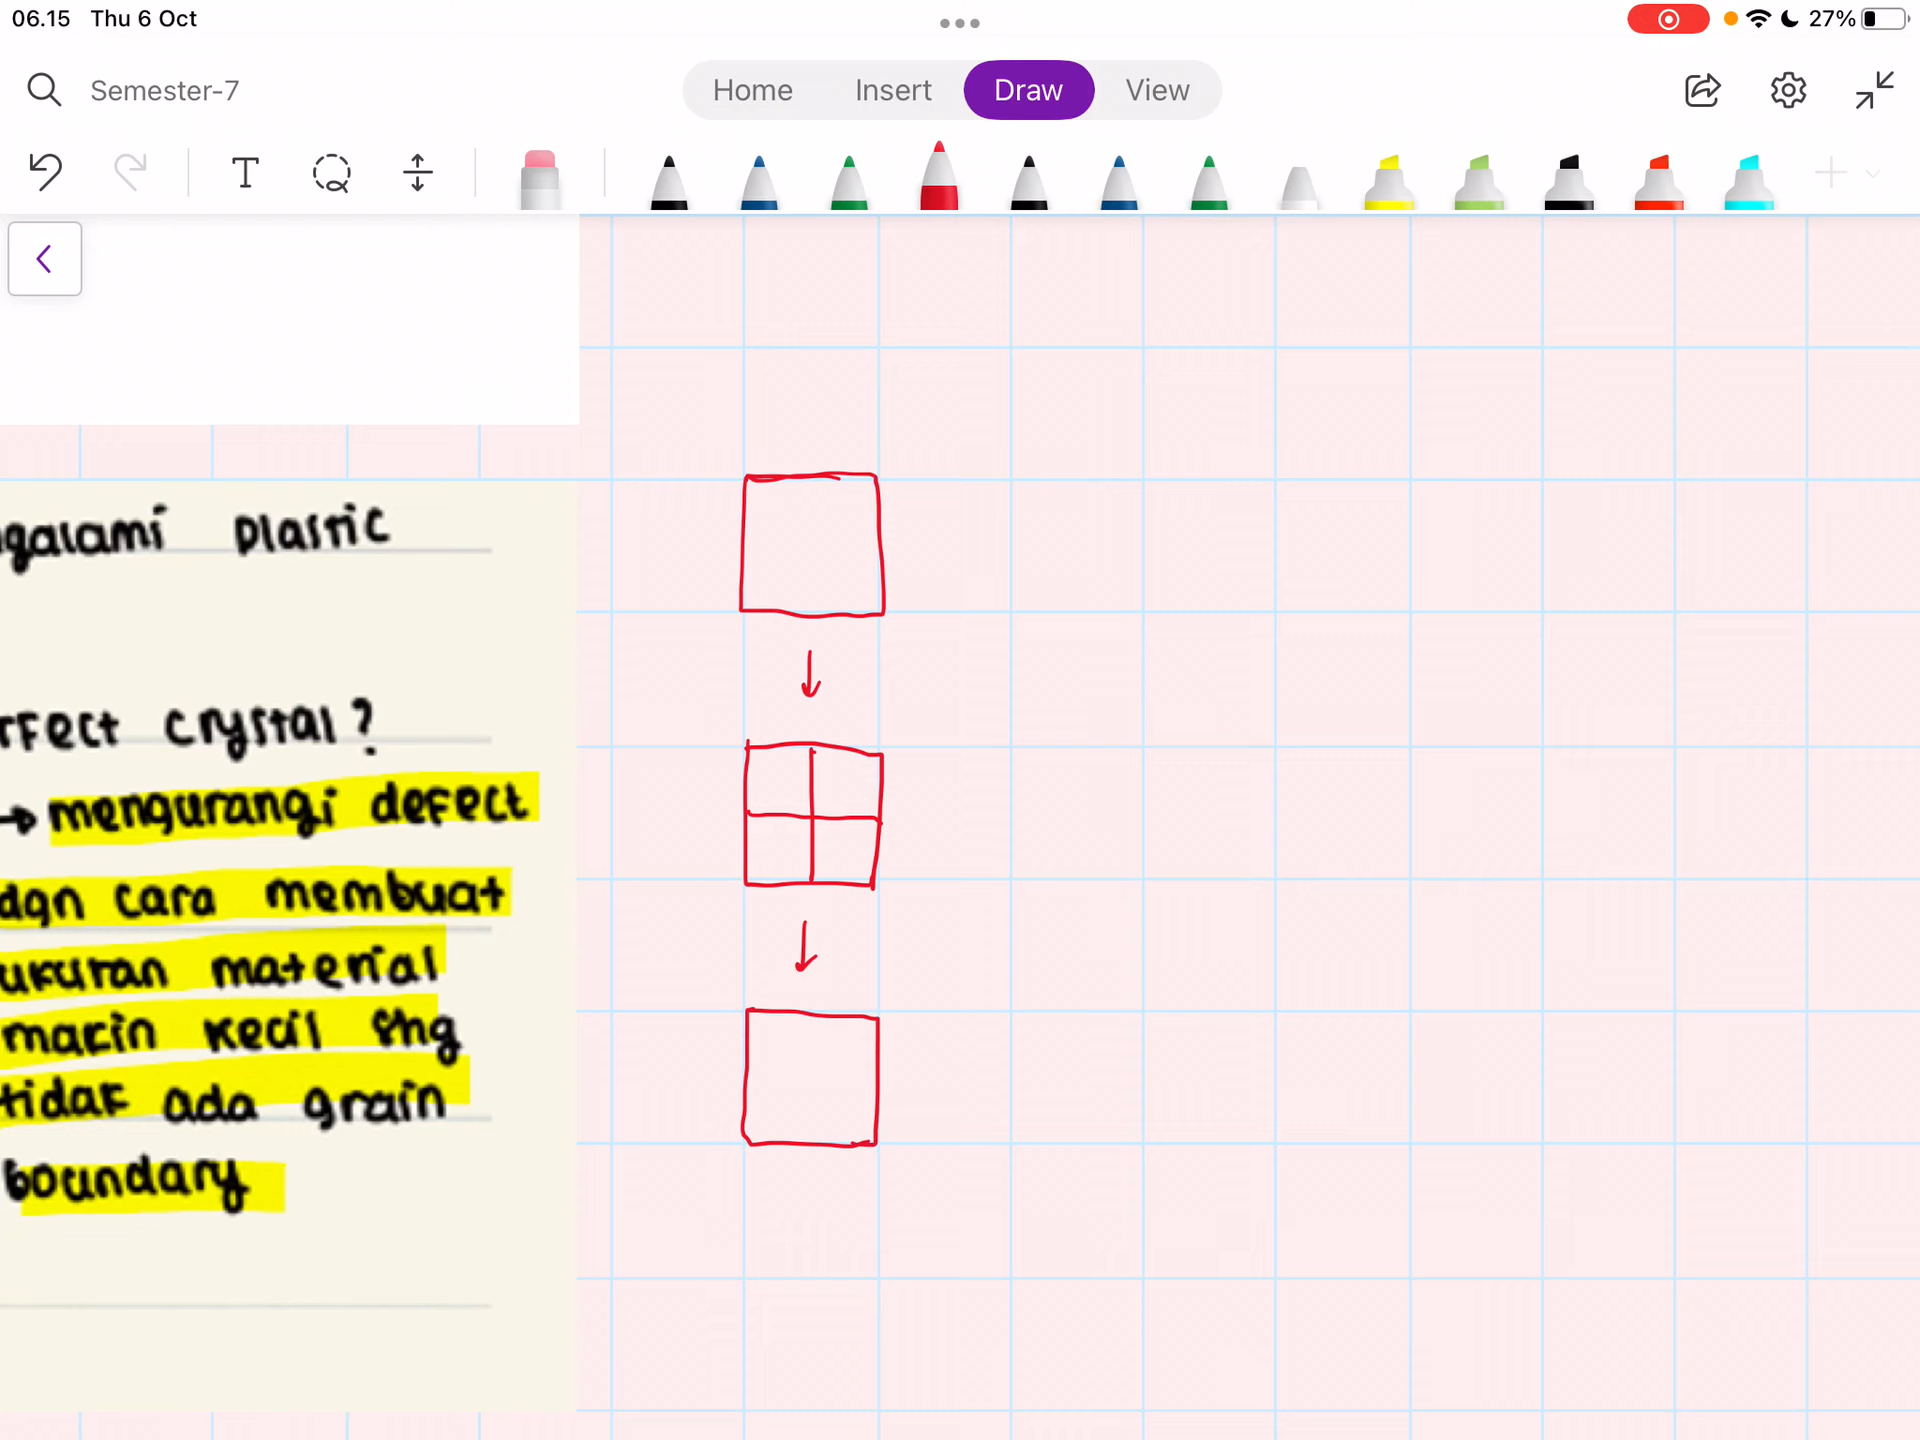 06.15 Thu 6 Oct
27%
Semester-7
Home Insert Draw View
T
galami plastic
rfect crystal?
→ mengurangi defect
dgn cara membuat
ukuran material
makin kecil shg
tidak ada grain
boundary